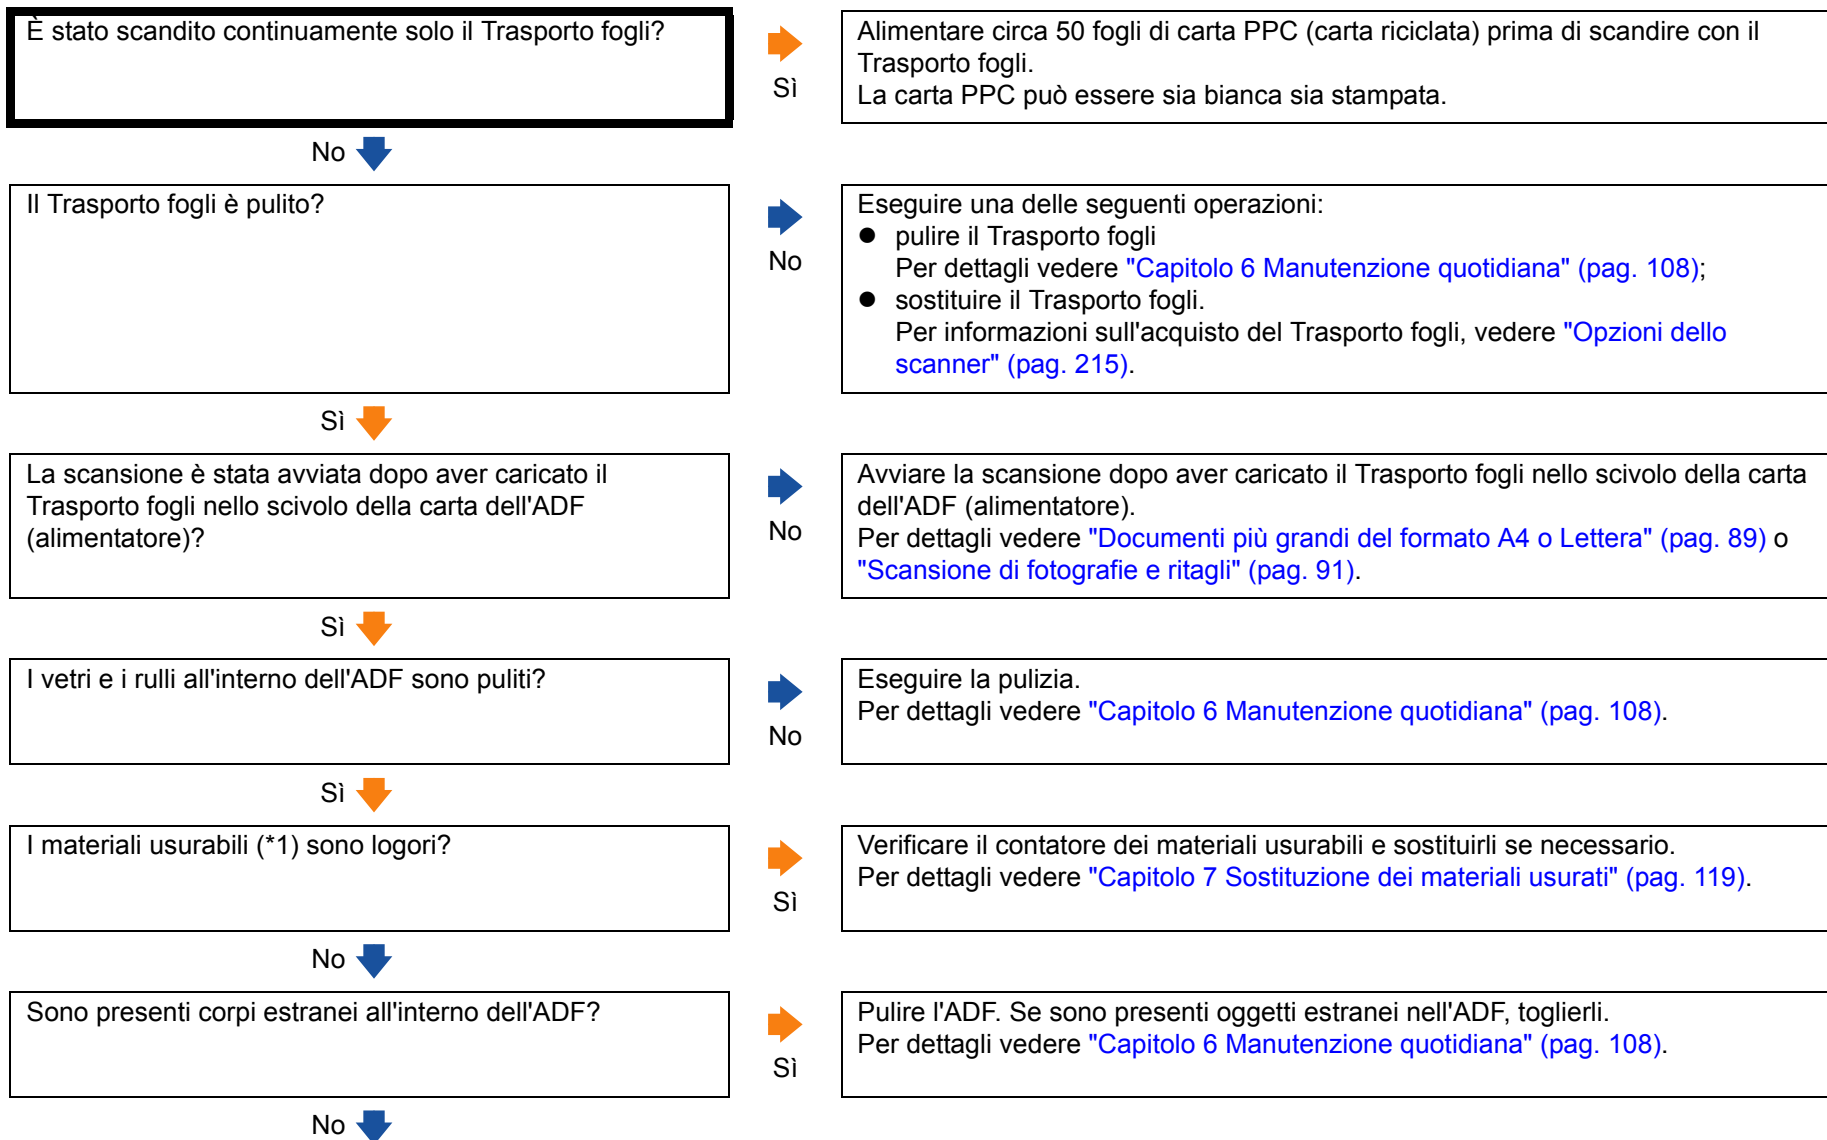 È stato scandito continuamente solo il Trasporto fogli?
Sì
Alimentare circa 50 fogli di carta PPC (carta riciclata) prima di scandire con il
Trasporto fogli.
La carta PPC può essere sia bianca sia stampata.
No
Il Trasporto fogli è pulito?
No
Eseguire una delle seguenti operazioni:
● pulire il Trasporto fogli
Per dettagli vedere "Capitolo 6 Manutenzione quotidiana" (pag. 108);
● sostituire il Trasporto fogli.
Per informazioni sull'acquisto del Trasporto fogli, vedere "Opzioni dello
scanner" (pag. 215).
Sì
La scansione è stata avviata dopo aver caricato il
Trasporto fogli nello scivolo della carta dell'ADF
(alimentatore)?
No
Avviare la scansione dopo aver caricato il Trasporto fogli nello scivolo della carta
dell'ADF (alimentatore).
Per dettagli vedere "Documenti più grandi del formato A4 o Lettera" (pag. 89) o
"Scansione di fotografie e ritagli" (pag. 91).
Sì
I vetri e i rulli all'interno dell'ADF sono puliti?
No
Eseguire la pulizia.
Per dettagli vedere "Capitolo 6 Manutenzione quotidiana" (pag. 108).
Sì
I materiali usurabili (*1) sono logori?
Sì
Verificare il contatore dei materiali usurabili e sostituirli se necessario.
Per dettagli vedere "Capitolo 7 Sostituzione dei materiali usurati" (pag. 119).
No
Sono presenti corpi estranei all'interno dell'ADF?
Sì
Pulire l'ADF. Se sono presenti oggetti estranei nell'ADF, toglierli.
Per dettagli vedere "Capitolo 6 Manutenzione quotidiana" (pag. 108).
No